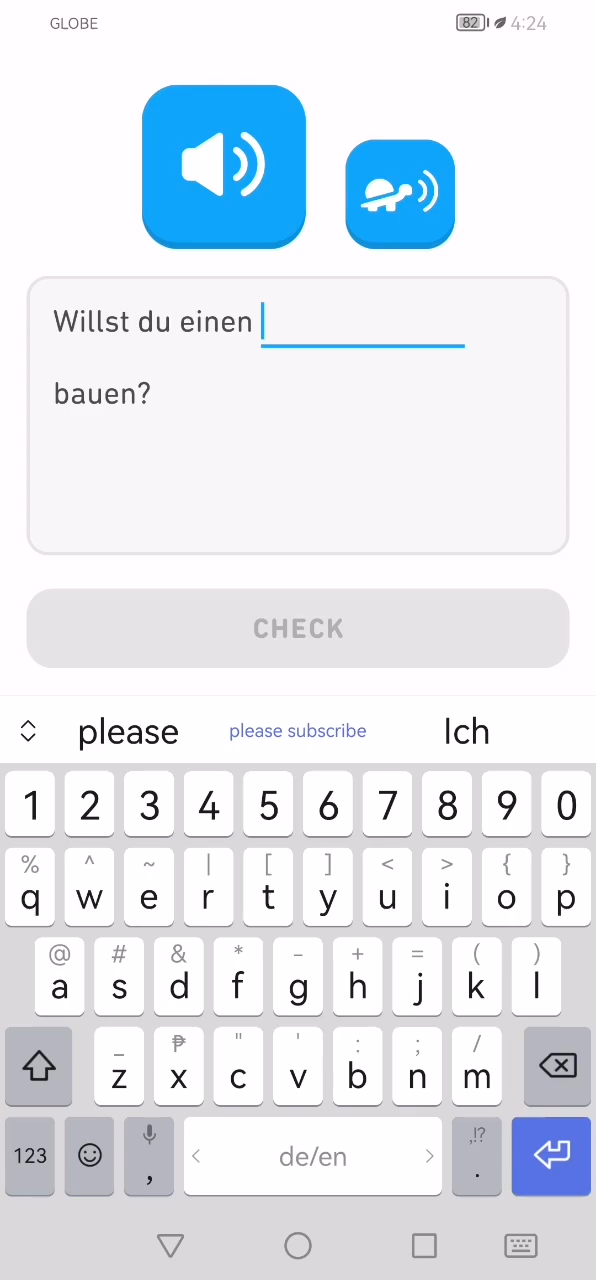 GLOBE 82 4:24
Willst du einen
bauen?
CHECK
please please subscribe Ich
1 2 3 4 5 6 7 8 9 0
% ^ ~ | [ ] < > { }
q w e r t y u i o p
@ # & * - + = ( )
a s d f g h j k l
_ ₱ " ' : ; /
z x c v b n m
123 , < de/en > ,!? .